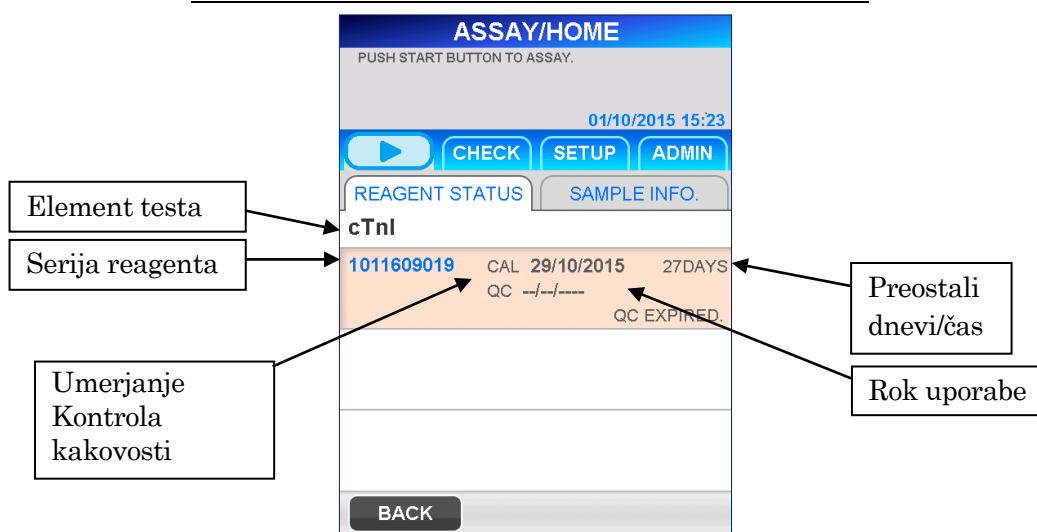 ASSAY/HOME
PUSH START BUTTON TO ASSAY.
01/10/2015 15:23
CHECK SETUP ADMIN
REAGENT STATUS SAMPLE INFO.
Element testa
cTnI
Serija reagenta
1011609019 CAL 29/10/2015 27DAYS
QC --/--/----
QC EXPIRED.
Preostali
dnevi/čas
Umerjanje
Kontrola
kakovosti
Rok uporabe
BACK